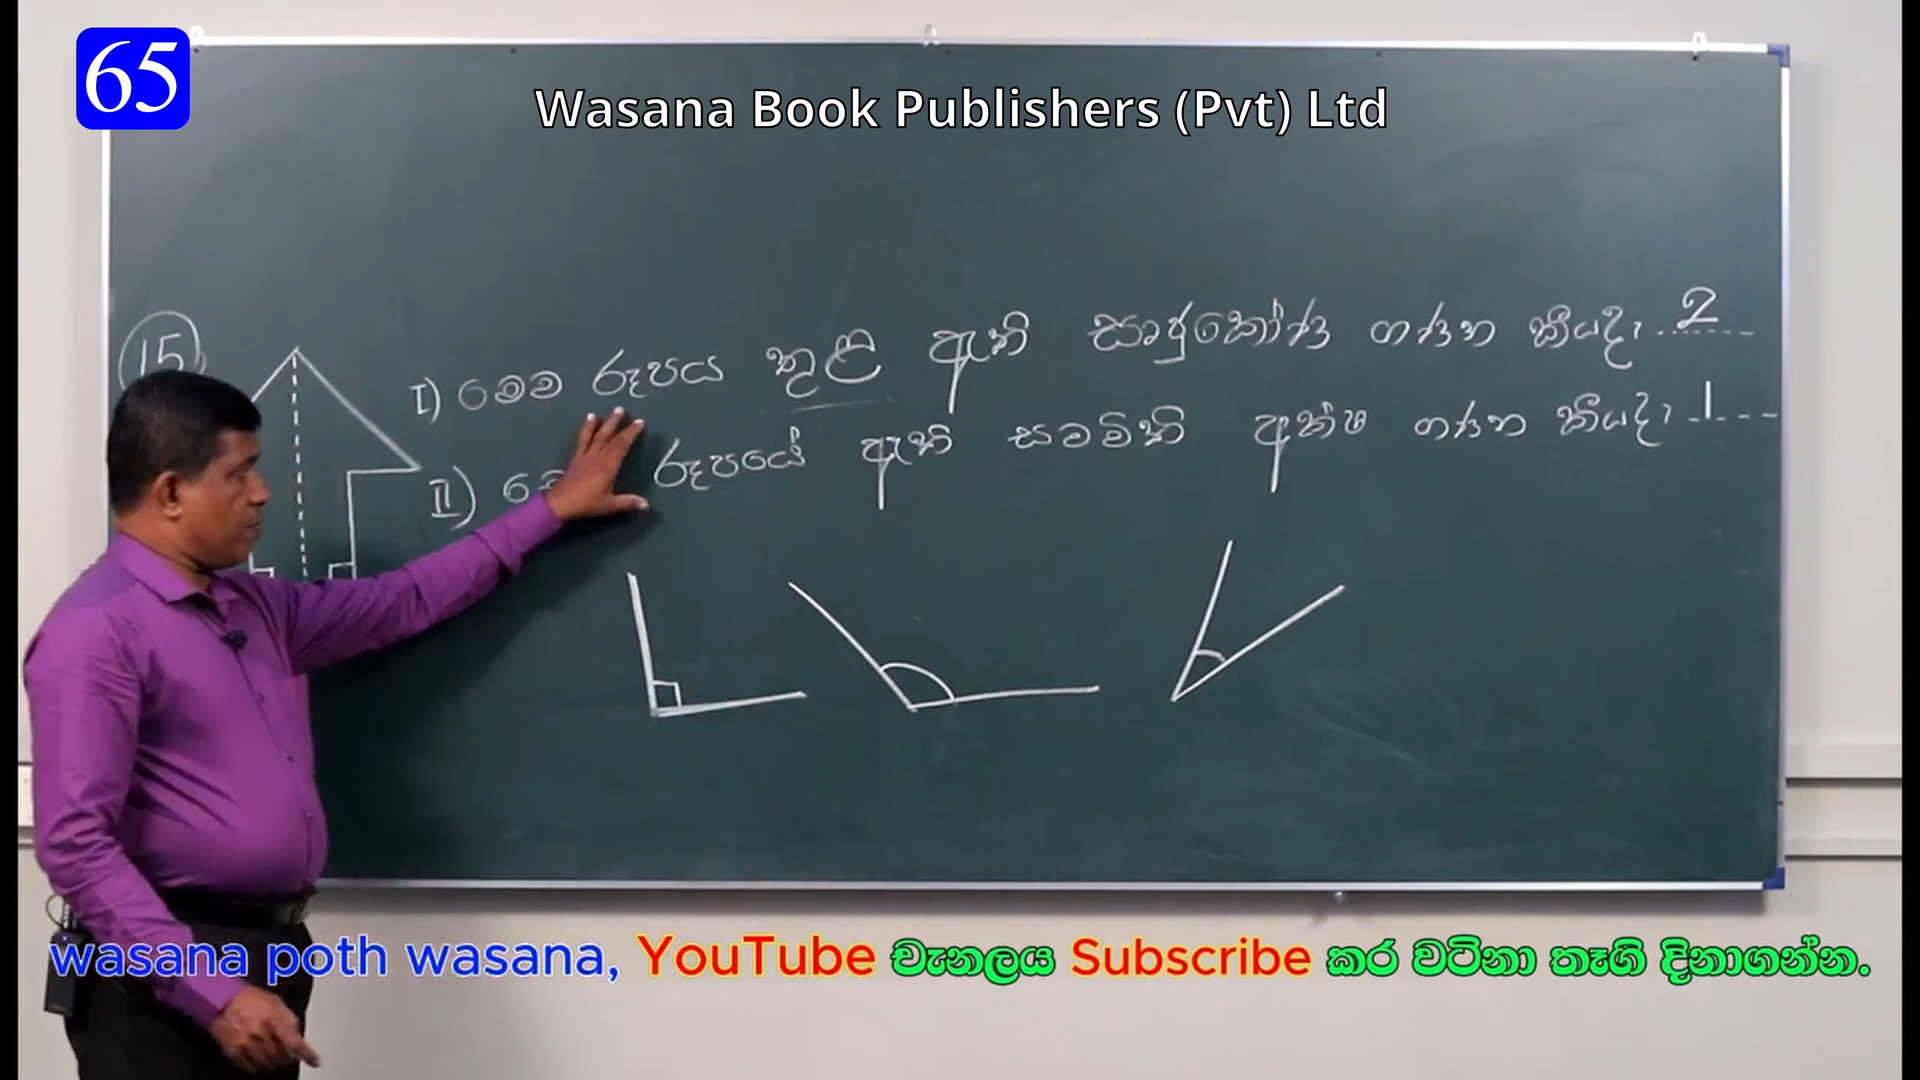 65
Wasana Book Publishers (Pvt) Ltd
15
I) මෙම රූපය තුළ ඇති සෘජුකෝණ ගණන කීයද? ..2....
II) රූපයේ ඇති සමමිති අක්ෂ ගණන කීයද? ..1---
wasana poth wasana, YouTube චැනලය Subscribe කර වටිනා තෑගි දිනාගන්න.